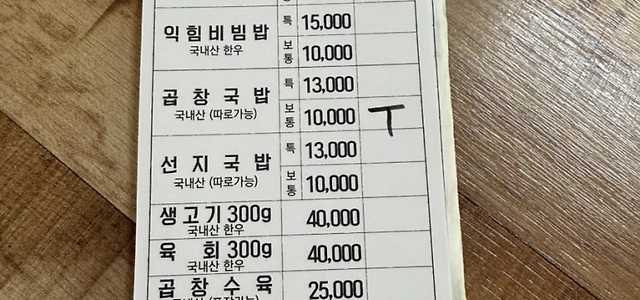 익힘비빔밥 특 15,000
국내산 한우 보통 10,000
곱창국밥 특 13,000
국내산 (따로가능) 보통 10,000 T
선지국밥 특 13,000
국내산 (따로가능) 보통 10,000
생고기 300g 40,000
국내산 한우
육 회 300g 40,000
국내산 한우
곱창수육 25,000